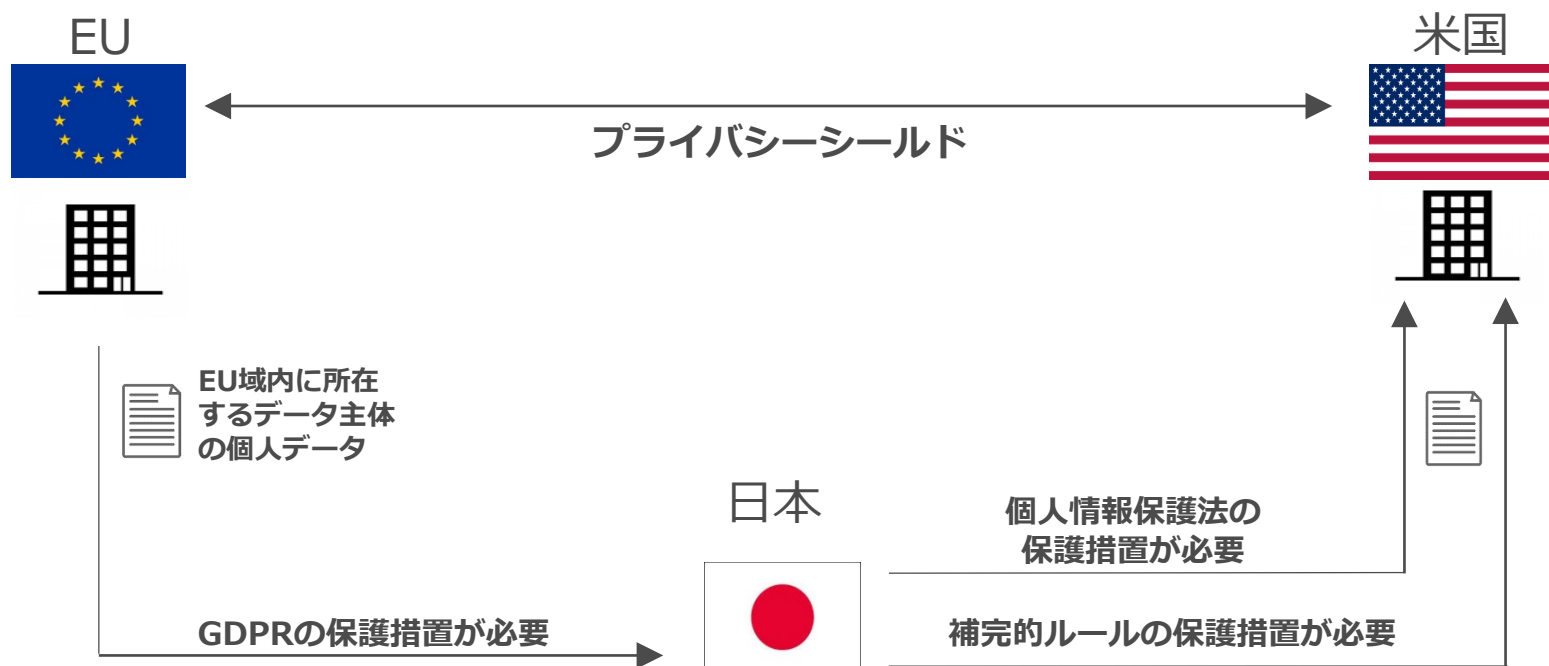 EU
米国
プライバシーシールド
EU域内に所在
するデータ主体
の個人データ
日本
個人情報保護法の
保護措置が必要
GDPRの保護措置が必要
補完的ルールの保護措置が必要